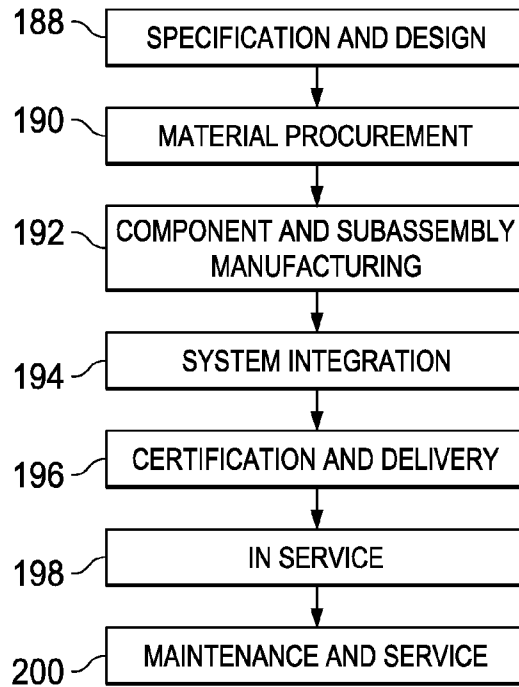 188
SPECIFICATION AND DESIGN
190
MATERIAL PROCUREMENT
192
COMPONENT AND SUBASSEMBLY
MANUFACTURING
194
SYSTEM INTEGRATION
196
CERTIFICATION AND DELIVERY
198
IN SERVICE
200
MAINTENANCE AND SERVICE